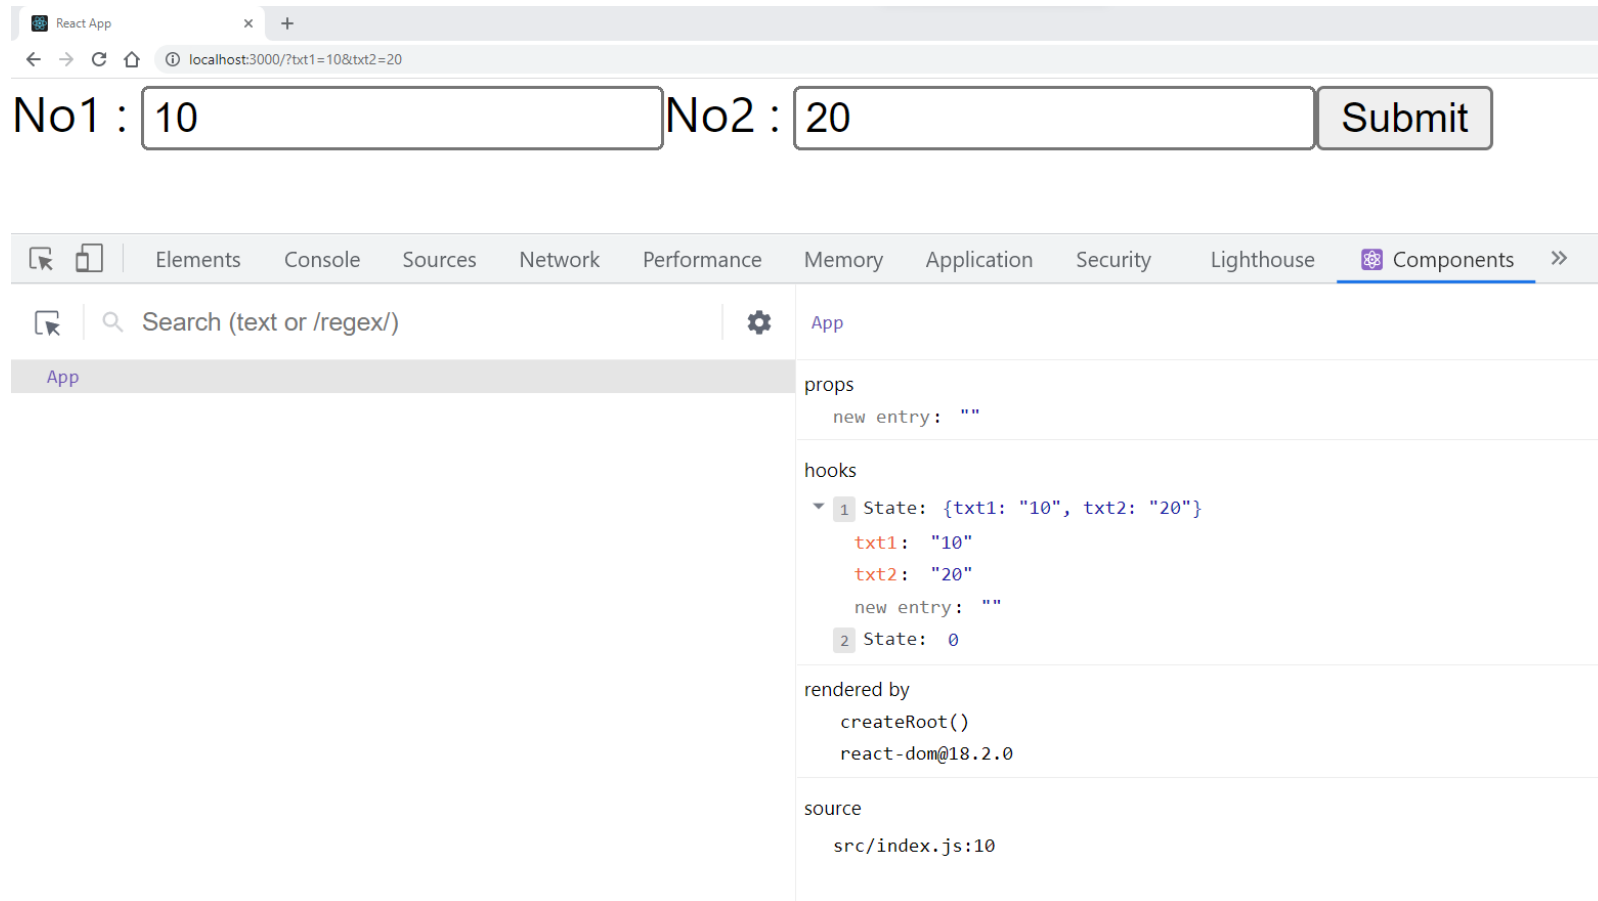 React App
localhost:3000/?txt1=10&txt2=20
No1 : 10 No2 : 20 Submit
Elements Console Sources Network Performance Memory Application Security Lighthouse Components
Search (text or /regex/)
App
App
props
new entry: ""
hooks
1 State: {txt1: "10", txt2: "20"}
txt1: "10"
txt2: "20"
new entry: ""
2 State: 0
rendered by
createRoot()
react-dom@18.2.0
source
src/index.js:10